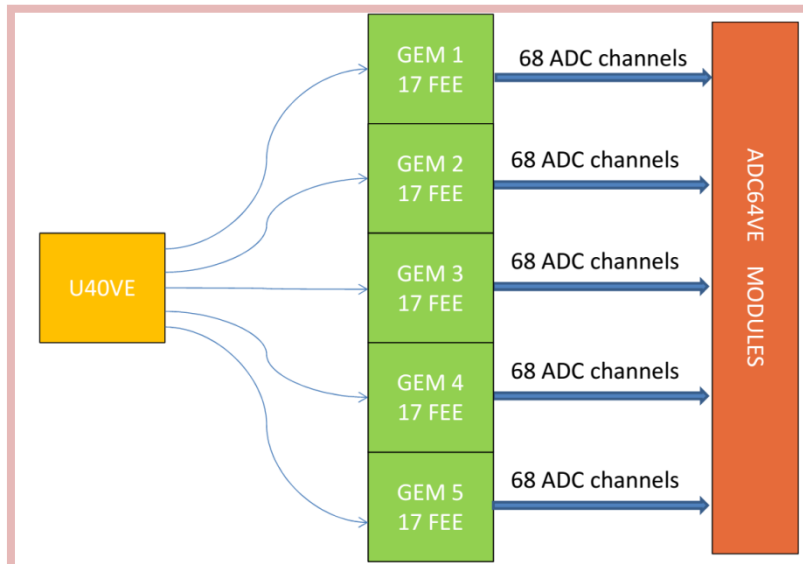 GEM 1
17 FEE
68 ADC channels
GEM 2
17 FEE
68 ADC channels
U40VE
GEM 3
17 FEE
68 ADC channels
GEM 4
17 FEE
68 ADC channels
GEM 5
17 FEE
68 ADC channels
ADC64VE MODULES